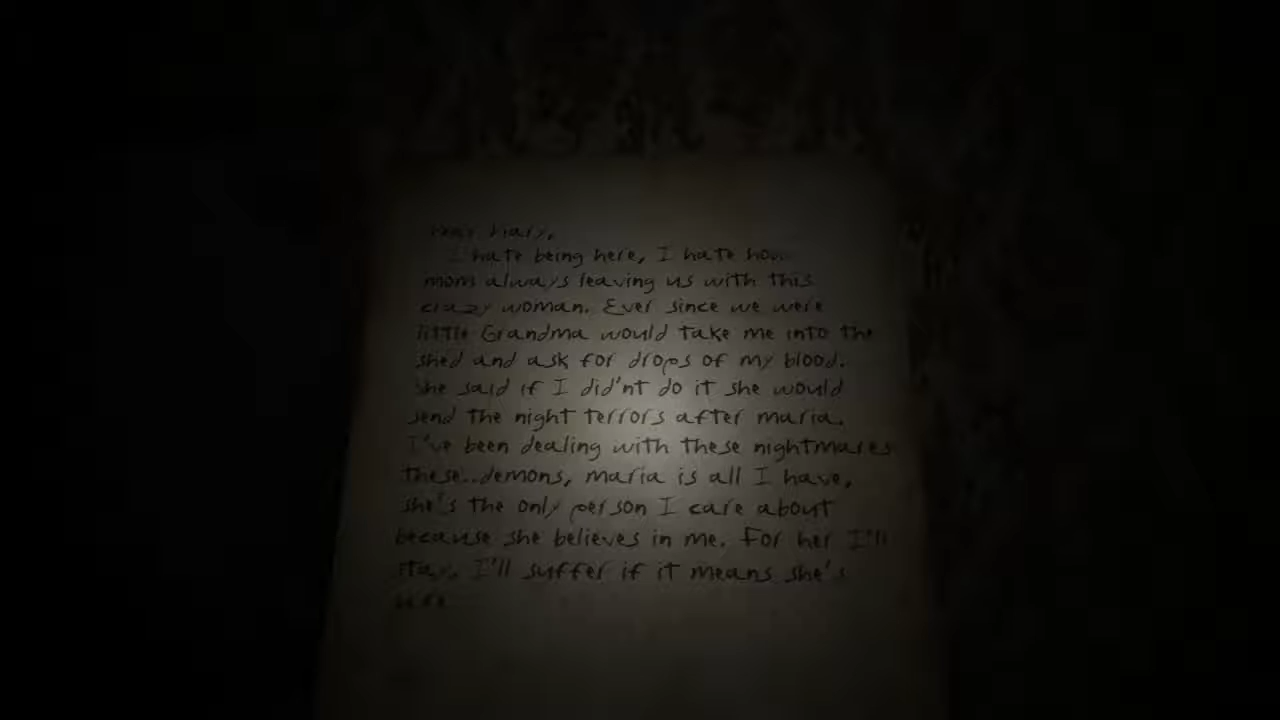 Dear Diary,
I hate being here, I hate how
mom always leaving us with this
crazy woman. Ever since we were
little Grandma would take me into the
shed and ask for drops of my blood.
She said if I did'nt do it she would
send the night terrors after maria.
I've been dealing with these nightmares
these..demons, maria is all I have,
she's the only person I care about
because she believes in me. For her I'll
stay, I'll suffer if it means she's
safe